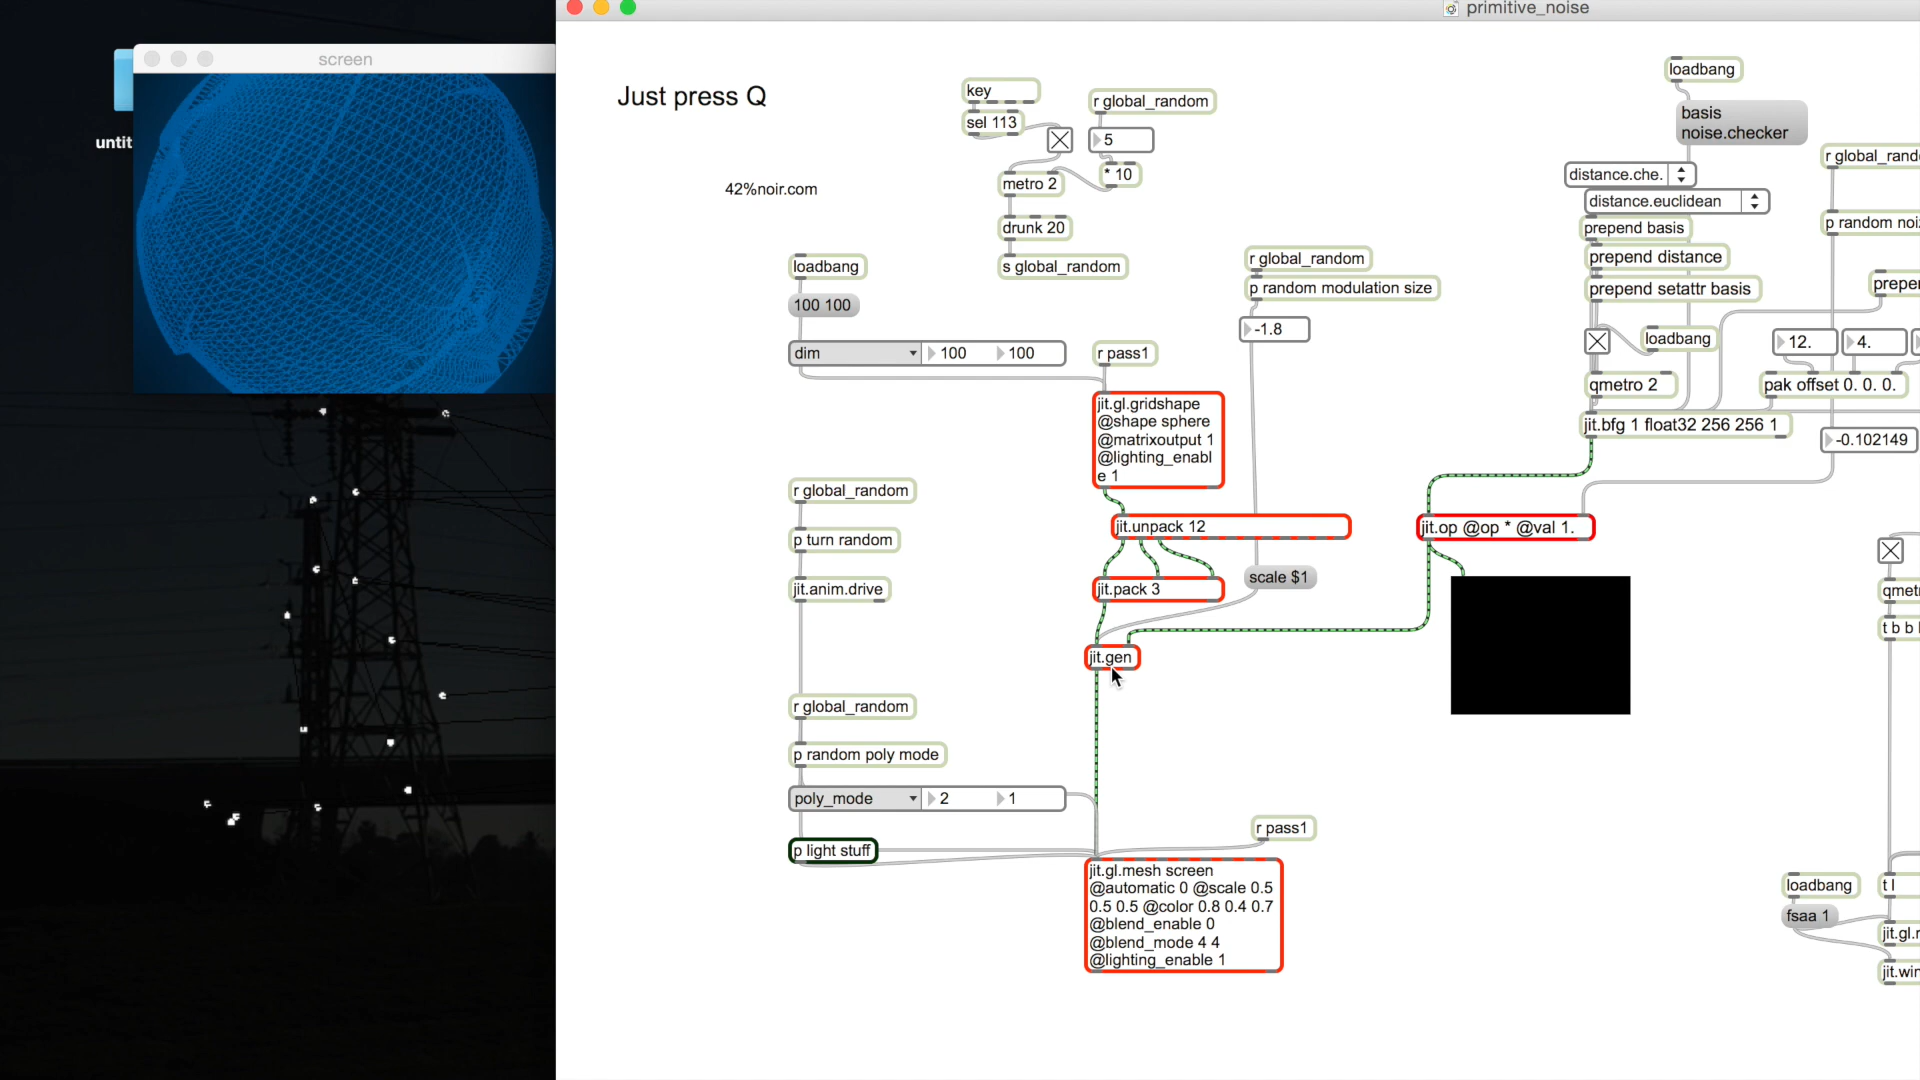 primitive_noise
screen
untit
Just press Q
42%noir.com
key
sel 113
r global_random
5
* 10
metro 2
drunk 20
s global_random
loadbang
100 100
dim
100
100
r pass1
jit.gl.gridshape
@shape sphere
@matrixoutput 1
@lighting_enabl
e 1
r global_random
p random modulation size
-1.8
jit.unpack 12
jit.pack 3
scale $1
jit.gen
r global_random
p turn random
jit.anim.drive
r global_random
p random poly mode
poly_mode
2
1
p light stuff
r pass1
jit.gl.mesh screen
@automatic 0 @scale 0.5
0.5 0.5 @color 0.8 0.4 0.7
@blend_enable 0
@blend_mode 4 4
@lighting_enable 1
loadbang
basis
noise.checker
distance.che.
distance.euclidean
prepend basis
prepend distance
prepend setattr basis
loadbang
qmetro 2
jit.bfg 1 float32 256 256 1
jit.op @op * @val 1.
r global_rand
p random noi
prepe
12.
4.
pak offset 0. 0. 0.
-0.102149
qmetr
t b b
loadbang
fsaa 1
t l
jit.gl.r
jit.win